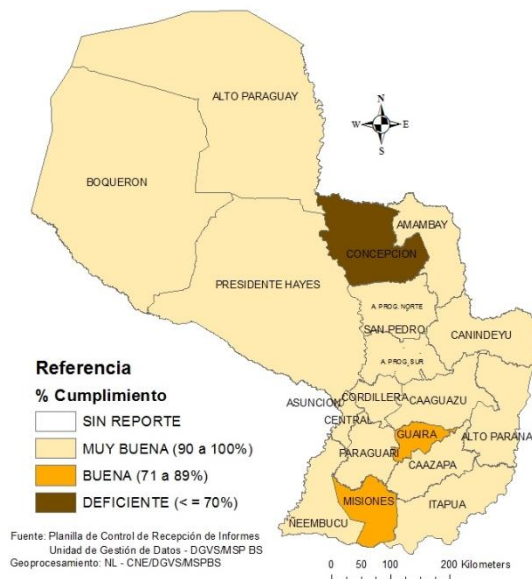 ALTO PARAGUAY
N
W E
S
BOQUERON
AMAMBAY
CONCEPCION
PRESIDENTE HAYES
A. PROG. NORTE
SAN PEDRO
CANINDEYU
A. PROG. SUR
Referencia
% Cumplimiento
SIN REPORTE
MUY BUENA (90 a 100%)
BUENA (71 a 89%)
DEFICIENTE (< = 70%)
ASUNCION
CORDILLERA
CENTRAL
CAAGUAZU
GUAIRA
ALTO PARANA
PARAGUARI
CAAZAPA
MISIONES
ITAPUA
ÑEEMBUCU
Fuente: Planilla de Control de Recepción de Informes
Unidad de Gestión de Datos - DGVS/MSP BS
Geoprocesamiento: NL - CNE/DGVS/MSPBS
0 50 100 200 Kilometers